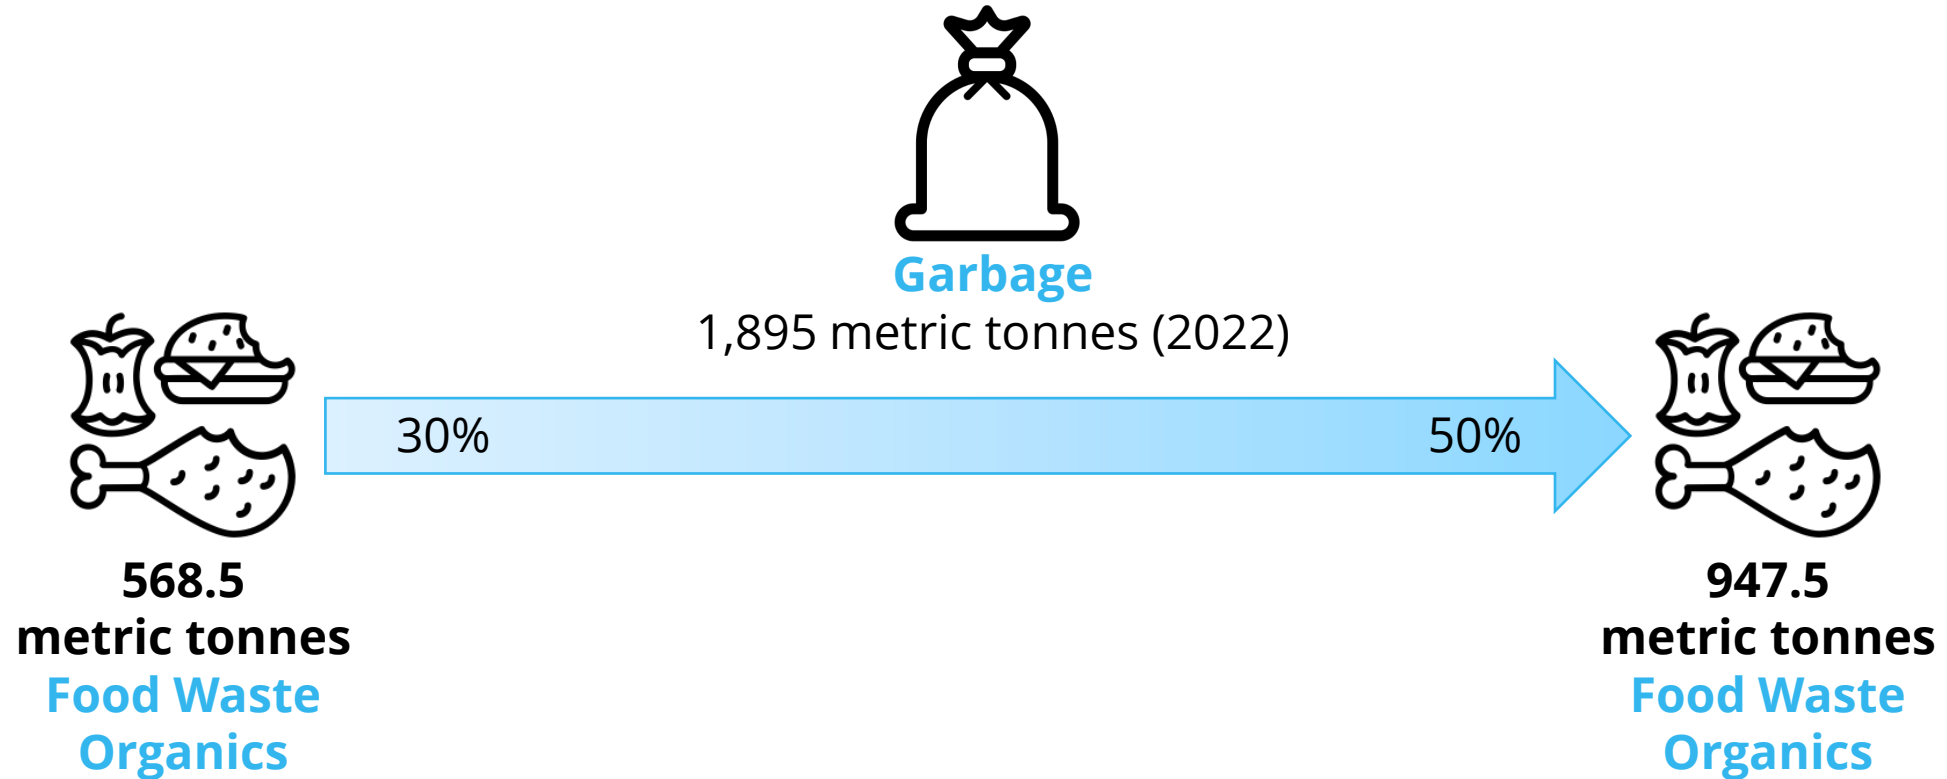 Garbage
1,895 metric tonnes (2022)
30%
50%
568.5
metric tonnes
Food Waste
Organics
947.5
metric tonnes
Food Waste
Organics